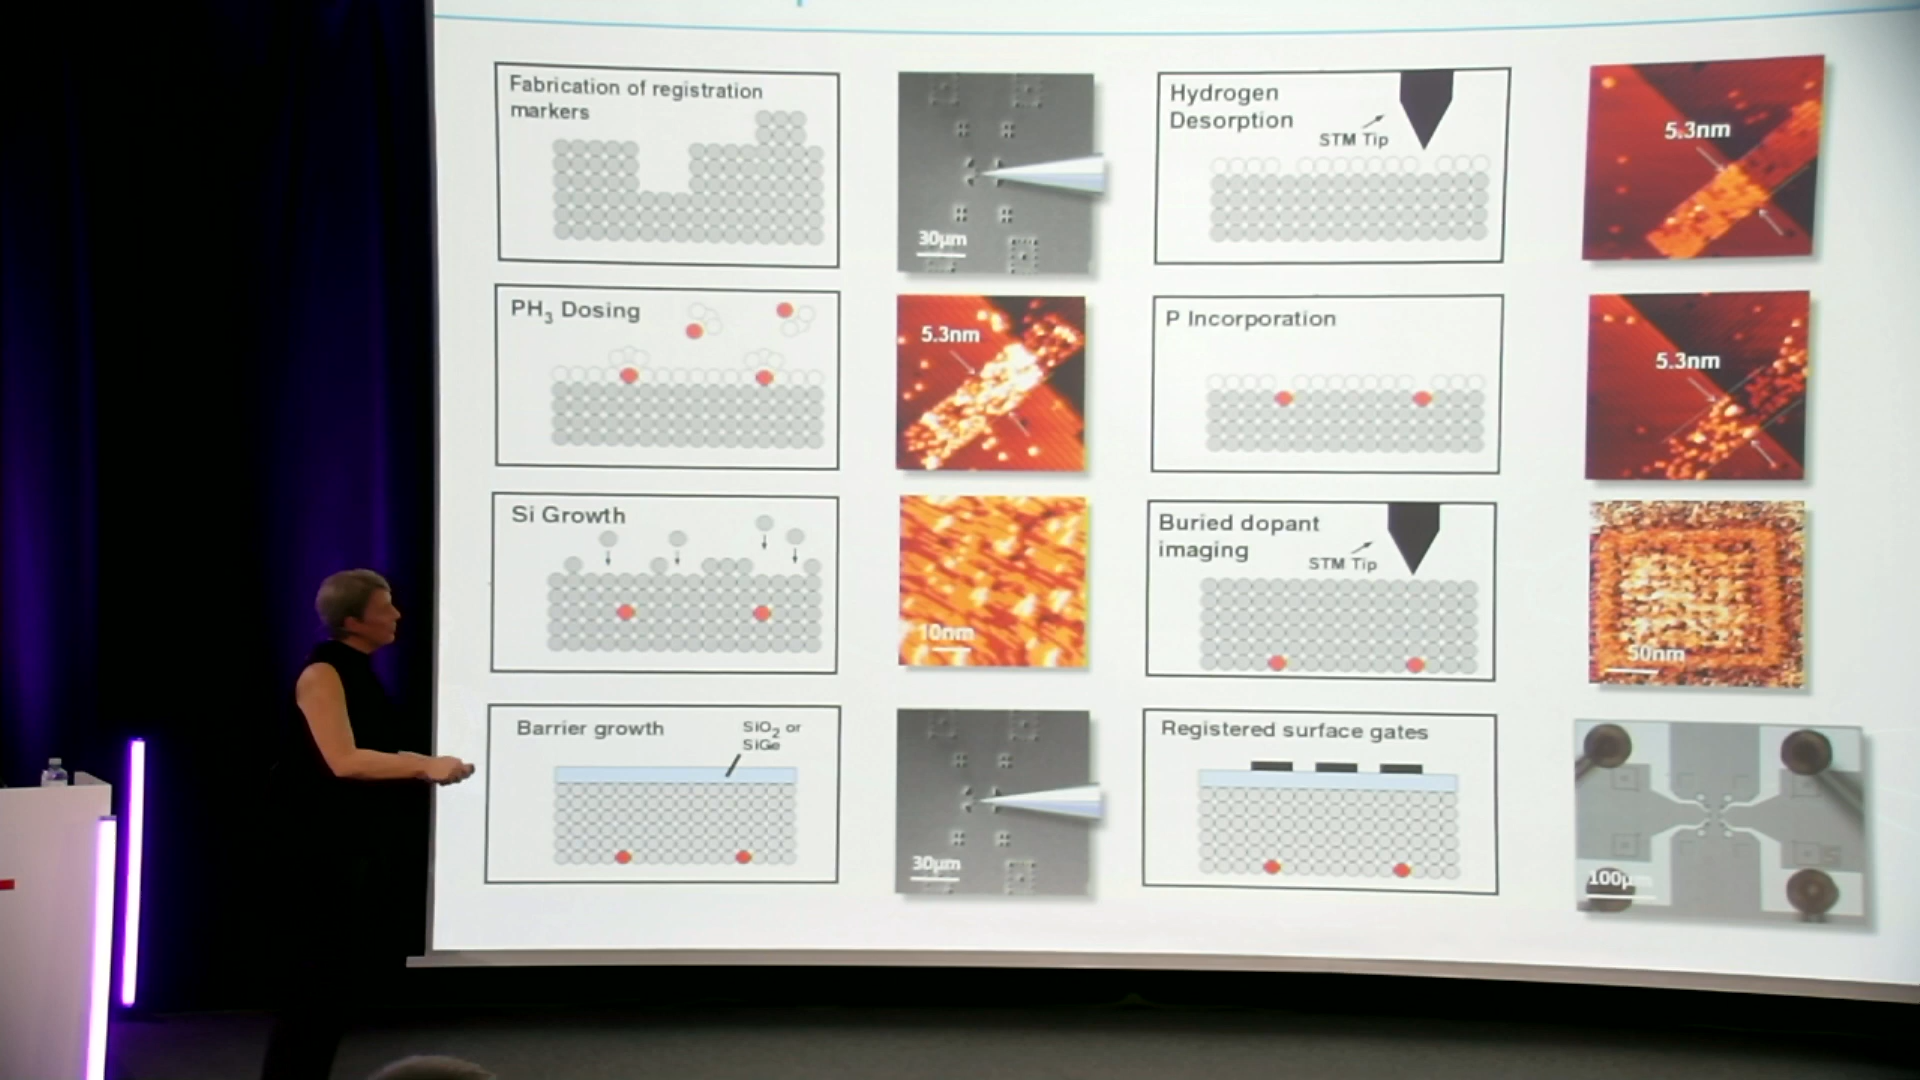 Fabrication of registration
markers
30μm
Hydrogen
Desorption
STM Tip
5.3nm
PH₃ Dosing
5.3nm
P Incorporation
5.3nm
Si Growth
10nm
Buried dopant
imaging
STM Tip
50nm
Barrier growth
SiO₂ or
SiGe
30μm
Registered surface gates
100μ